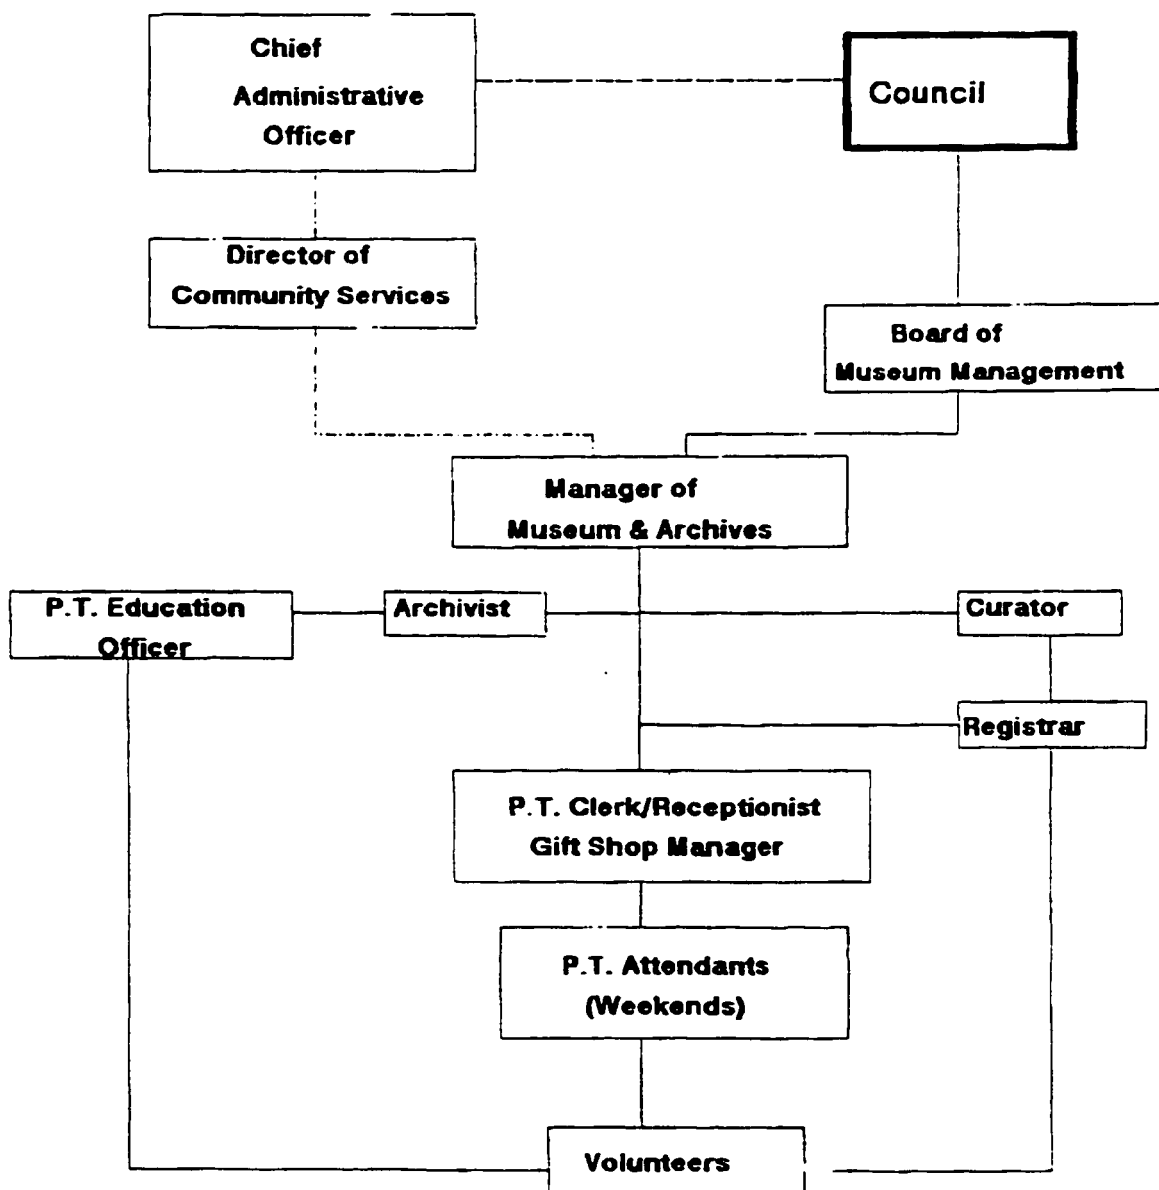 Chief
Administrative
Officer
Council
Director of
Community Services
Board of
Museum Management
Manager of
Museum & Archives
P.T. Education
Officer
Archivist
Curator
Registrar
P.T. Clerk/Receptionist
Gift Shop Manager
P.T. Attendants
(Weekends)
Volunteers